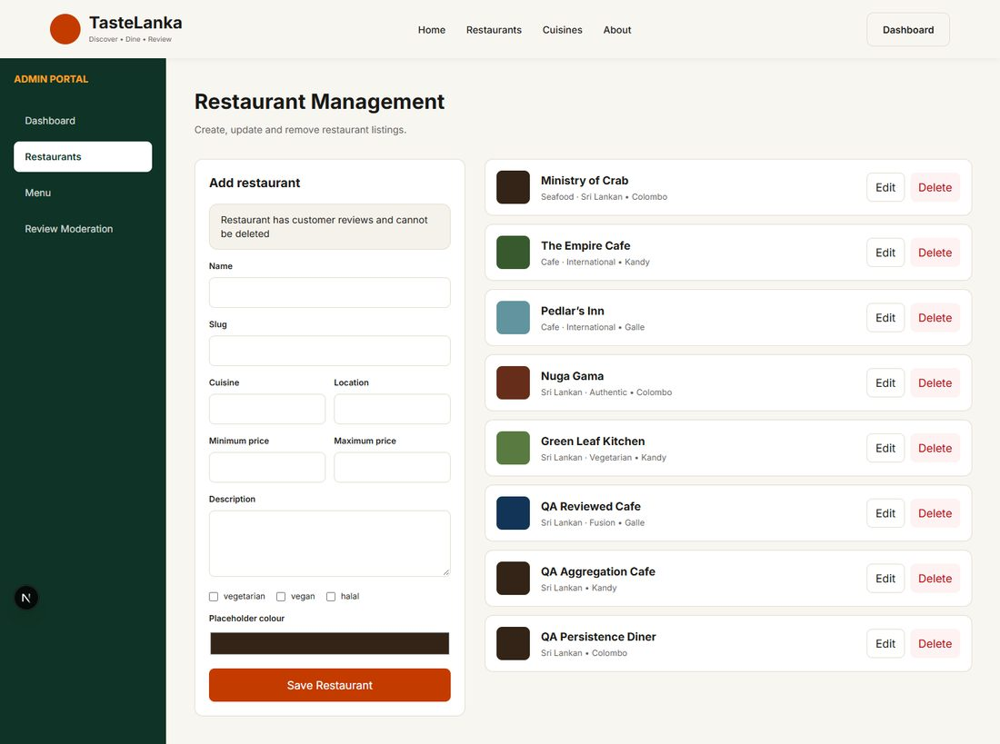 TasteLanka
Discover • Dine • Review
Home
Restaurants
Cuisines
About
Dashboard
ADMIN PORTAL
Dashboard
Restaurants
Menu
Review Moderation
Restaurant Management
Create, update and remove restaurant listings.
Add restaurant
Restaurant has customer reviews and cannot
be deleted
Name
Slug
Cuisine
Location
Minimum price
Maximum price
Description
vegetarian
vegan
halal
Placeholder colour
Save Restaurant
Ministry of Crab
Seafood · Sri Lankan • Colombo
Edit
Delete
The Empire Cafe
Cafe · International • Kandy
Edit
Delete
Pedlar’s Inn
Cafe · International • Galle
Edit
Delete
Nuga Gama
Sri Lankan · Authentic • Colombo
Edit
Delete
Green Leaf Kitchen
Sri Lankan · Vegetarian • Kandy
Edit
Delete
QA Reviewed Cafe
Sri Lankan · Fusion • Galle
Edit
Delete
QA Aggregation Cafe
Sri Lankan • Kandy
Edit
Delete
QA Persistence Diner
Sri Lankan • Colombo
Edit
Delete
N